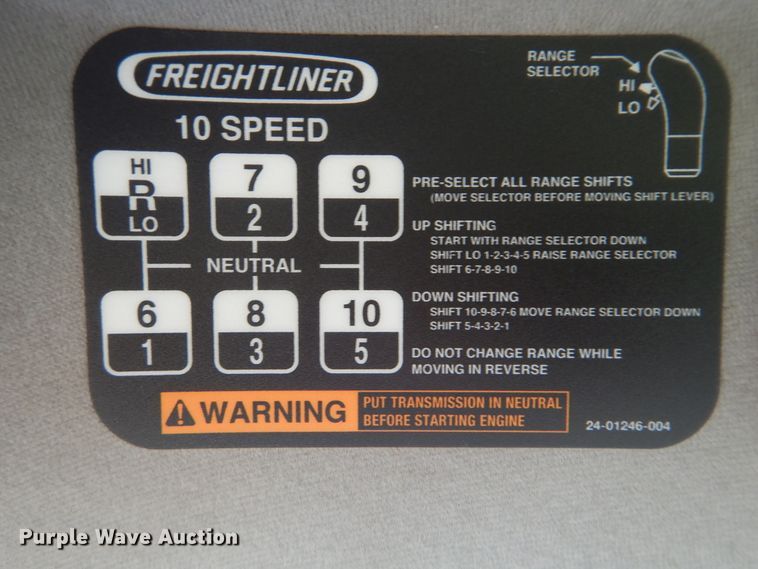 FREIGHTLINER
10 SPEED
RANGE
SELECTOR
HI
LO
HI
R
LO
7
2
9
4
NEUTRAL
6
1
8
3
10
5
PRE-SELECT ALL RANGE SHIFTS
(MOVE SELECTOR BEFORE MOVING SHIFT LEVER)
UP SHIFTING
START WITH RANGE SELECTOR DOWN
SHIFT LO 1-2-3-4-5 RAISE RANGE SELECTOR
SHIFT 6-7-8-9-10
DOWN SHIFTING
SHIFT 10-9-8-7-6 MOVE RANGE SELECTOR DOWN
SHIFT 5-4-3-2-1
DO NOT CHANGE RANGE WHILE
MOVING IN REVERSE
WARNING
PUT TRANSMISSION IN NEUTRAL
BEFORE STARTING ENGINE
24-01246-004
Purple Wave Auction